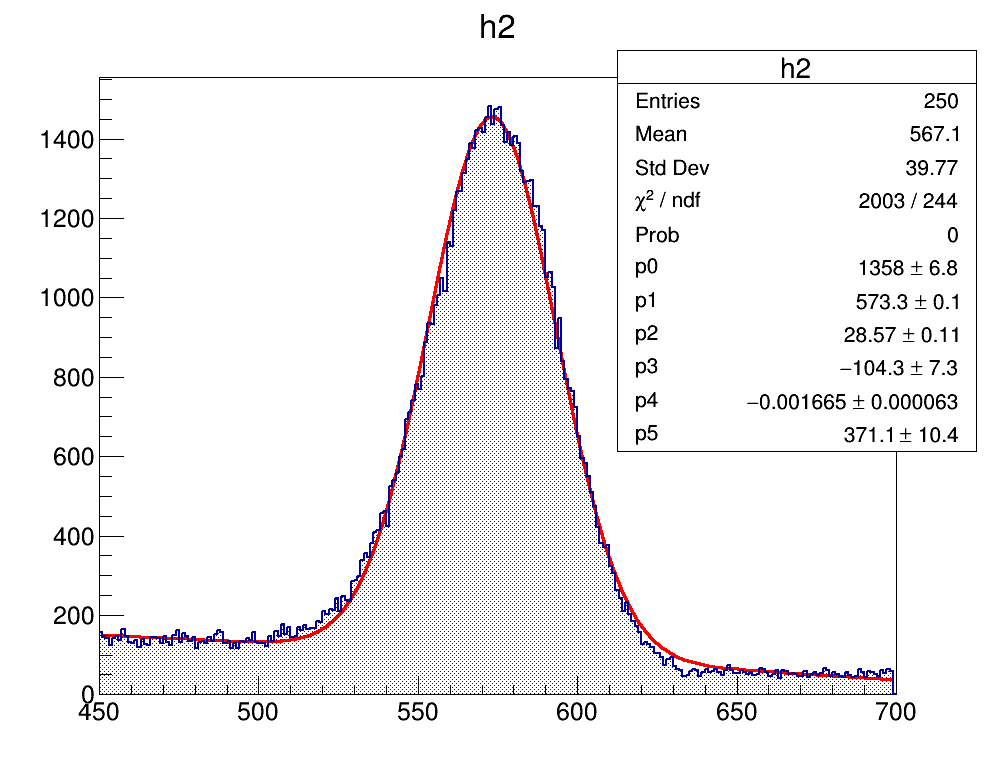 h2
h2
Entries 250
Mean 567.1
Std Dev 39.77
χ² / ndf 2003 / 244
Prob 0
p0 1358 ± 6.8
p1 573.3 ± 0.1
p2 28.57 ± 0.11
p3 −104.3 ± 7.3
p4 −0.001665 ± 0.000063
p5 371.1 ± 10.4
1400
1200
1000
800
600
400
200
0
450 500 550 600 650 700